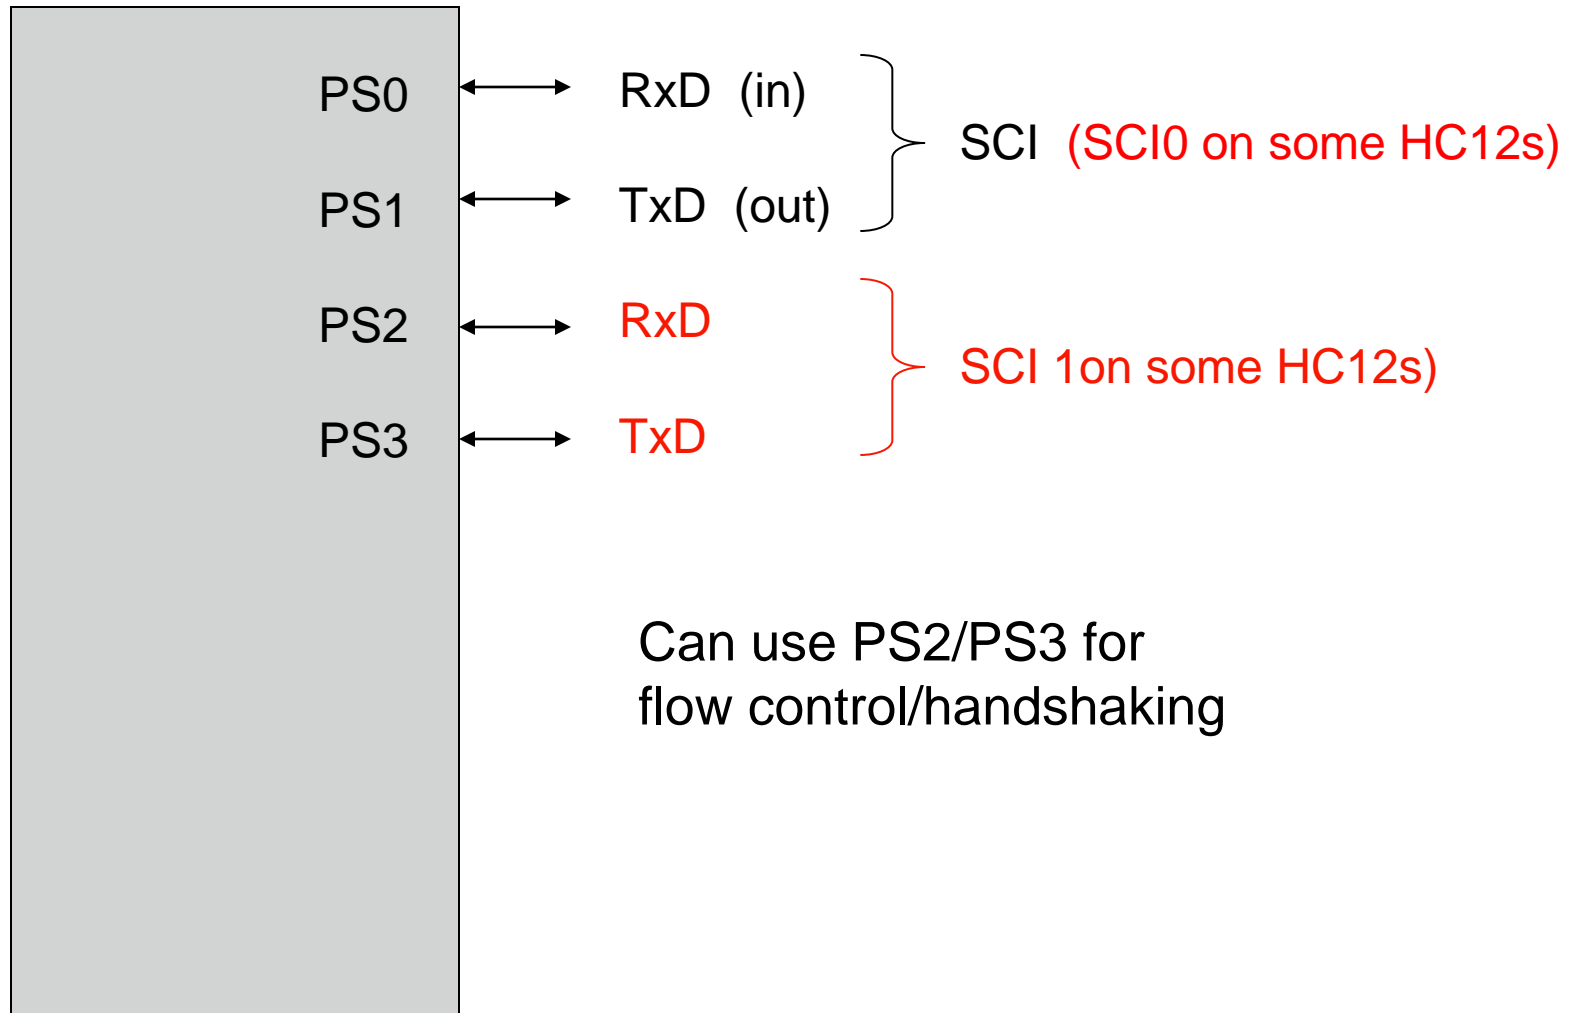 PS0 RxD (in)
SCI (SCI0 on some HC12s)
PS1 TxD (out)
PS2 RxD
SCI 1on some HC12s)
PS3 TxD
Can use PS2/PS3 for
flow control/handshaking